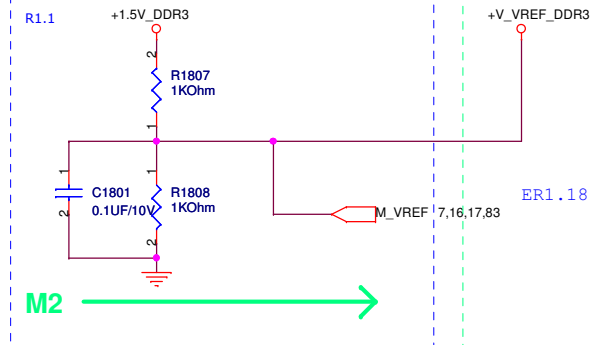 R1.1
+1.5V_DDR3
+V_VREF_DDR3
2
R1807
1KOhm
1
1
C1801
0.1UF/10V
2
R1808
1KOhm
2
M_VREF 7,16,17,83
ER1.18
M2